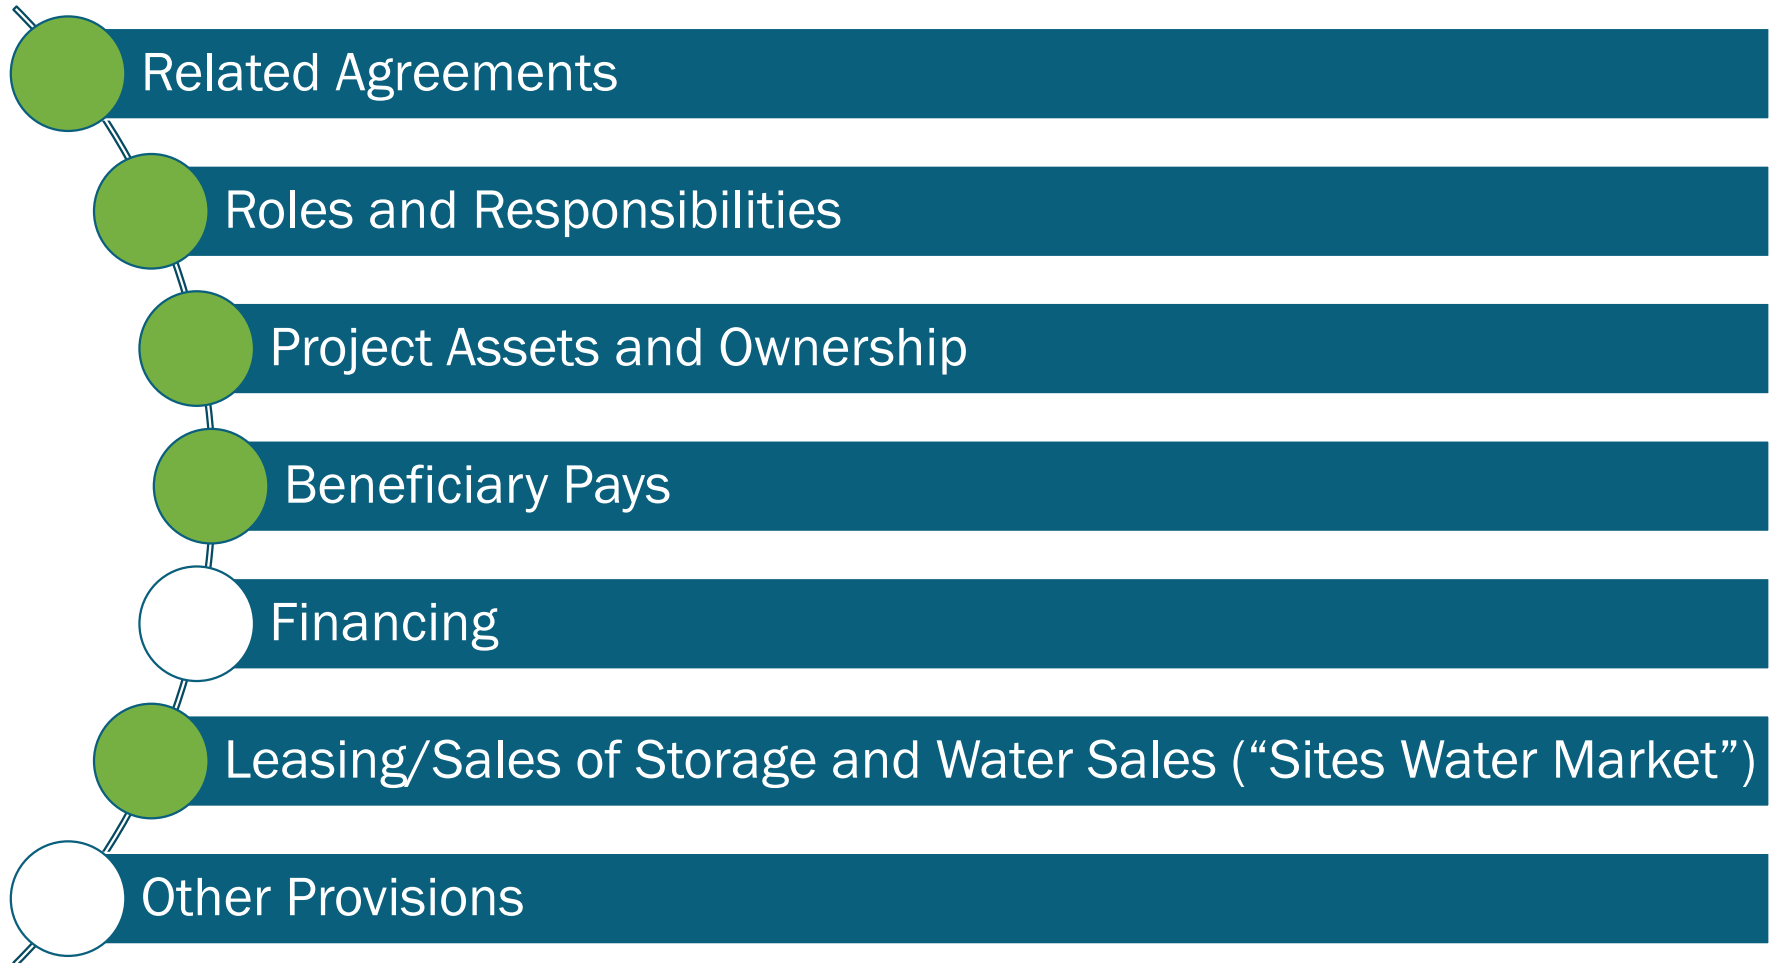 Related Agreements
Roles and Responsibilities
Project Assets and Ownership
Beneficiary Pays
Financing
Leasing/Sales of Storage and Water Sales (“Sites Water Market”)
Other Provisions